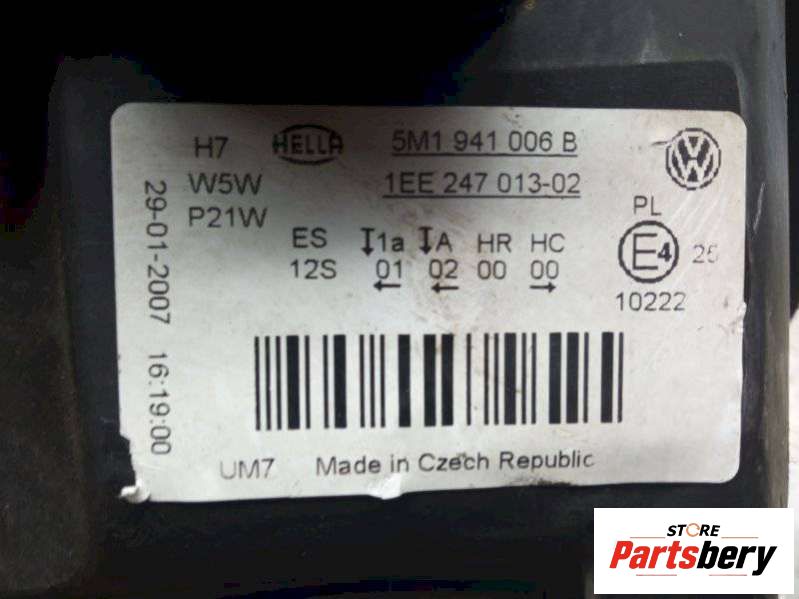 H7 HELLA 5M1 941 006 B
W5W 1EE 247 013-02
P21W
PL
ES 1a A HR HC
12S 01 02 00 00
E4
10222
29-01-2007 16:19:00
UM7 Made in Czech Republic
STORE
Partsbery